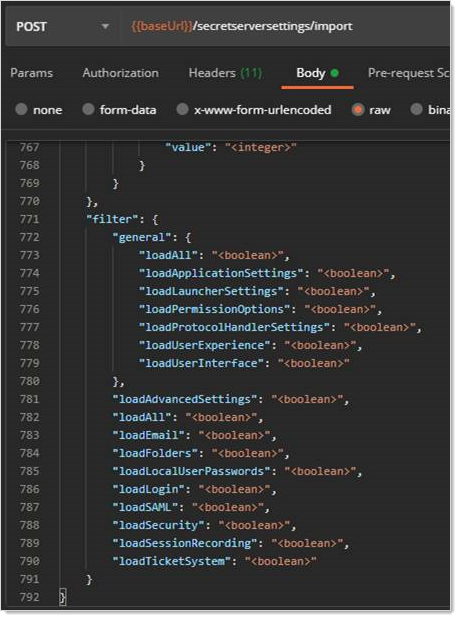 POST {{baseUrl}}/secretserversettings/import
Params Authorization Headers (11) Body Pre-request Sc
none form-data x-www-form-urlencoded raw bina
767 "value": "<integer>"
768 }
769 }
770 },
771 "filter": {
772 "general": {
773 "loadAll": "<boolean>",
774 "loadApplicationSettings": "<boolean>",
775 "loadLauncherSettings": "<boolean>",
776 "loadPermissionOptions": "<boolean>",
777 "loadProtocolHandlerSettings": "<boolean>",
778 "loadUserExperience": "<boolean>",
779 "loadUserInterface": "<boolean>"
780 },
781 "loadAdvancedSettings": "<boolean>",
782 "loadAll": "<boolean>",
783 "loadEmail": "<boolean>",
784 "loadFolders": "<boolean>",
785 "loadLocalUserPasswords": "<boolean>",
786 "loadLogin": "<boolean>",
787 "loadSAML": "<boolean>",
788 "loadSecurity": "<boolean>",
789 "loadSessionRecording": "<boolean>",
790 "loadTicketSystem": "<boolean>"
791 }
792 }